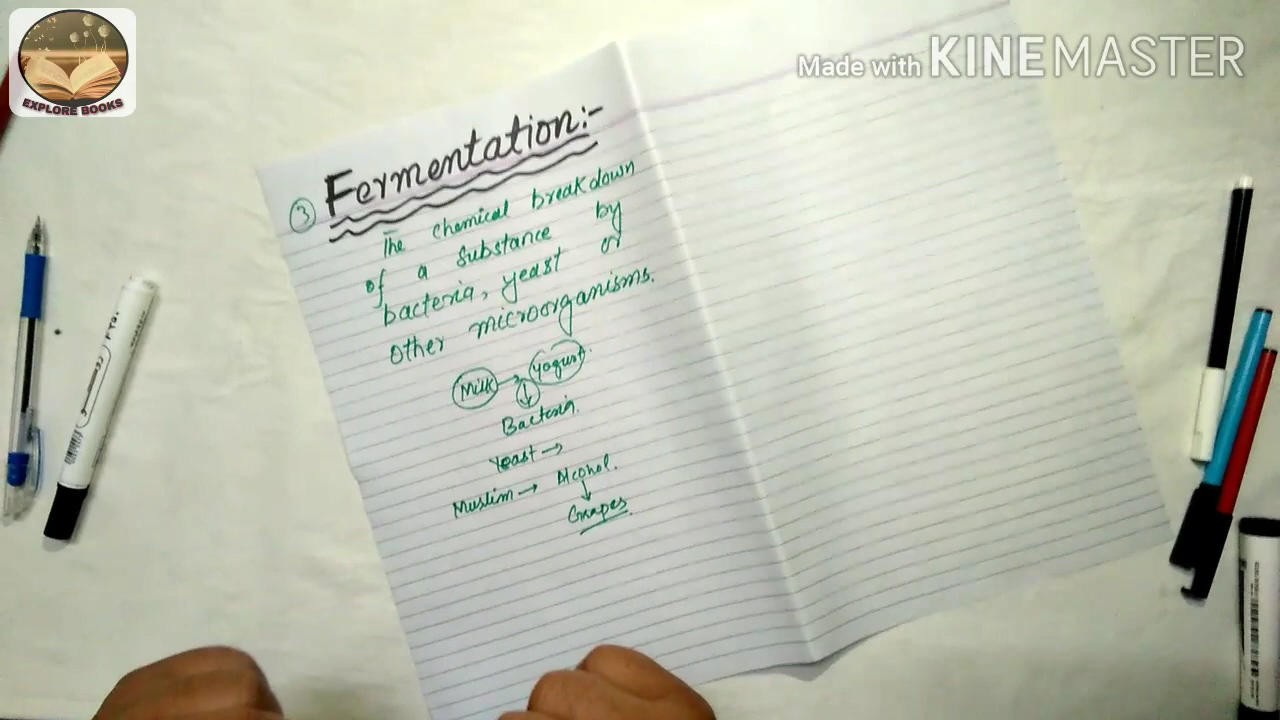 EXPLORE BOOKS
Made with KINEMASTER
③ Fermentation:-
The chemical breakdown
of a substance by
bacteria, yeast or
other microorganisms.
Milk → Yogurt.
↓
Bacteria.
Yeast →
Muslim → Alcohol.
↓
Grapes